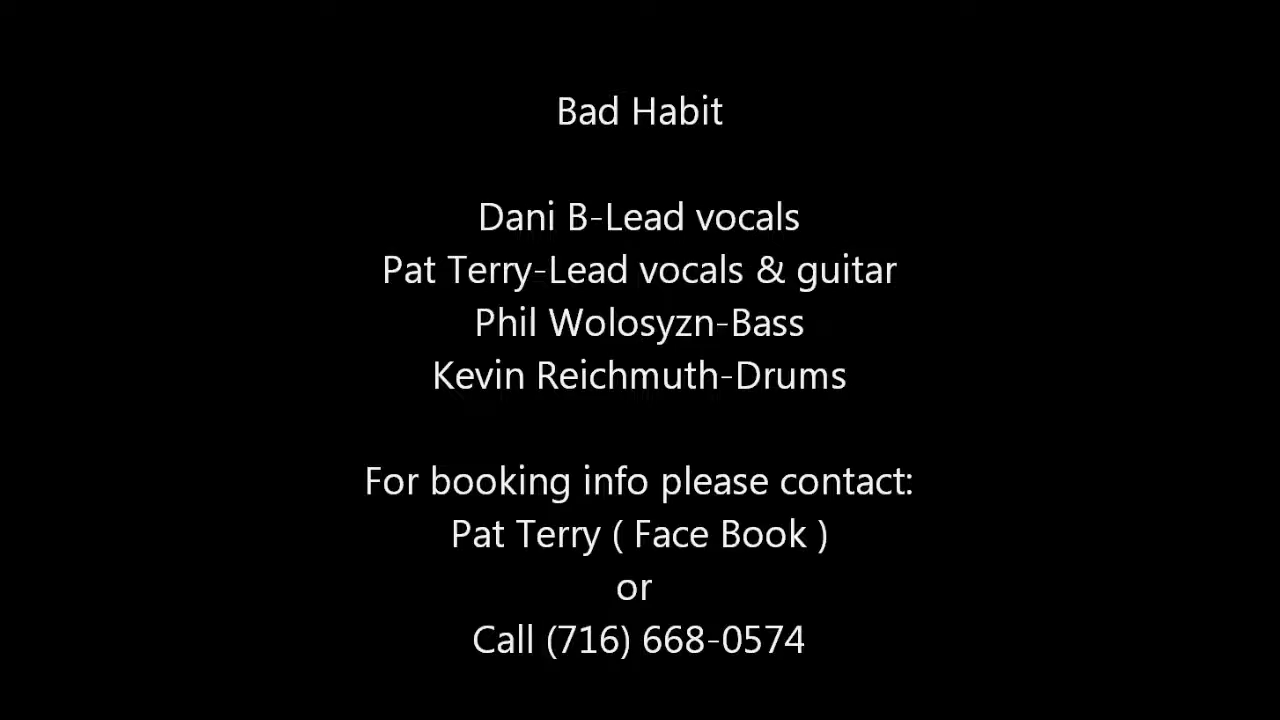 Bad Habit
Dani B-Lead vocals
Pat Terry-Lead vocals & guitar
Phil Wolosyzn-Bass
Kevin Reichmuth-Drums
For booking info please contact:
Pat Terry ( Face Book )
or
Call (716) 668-0574